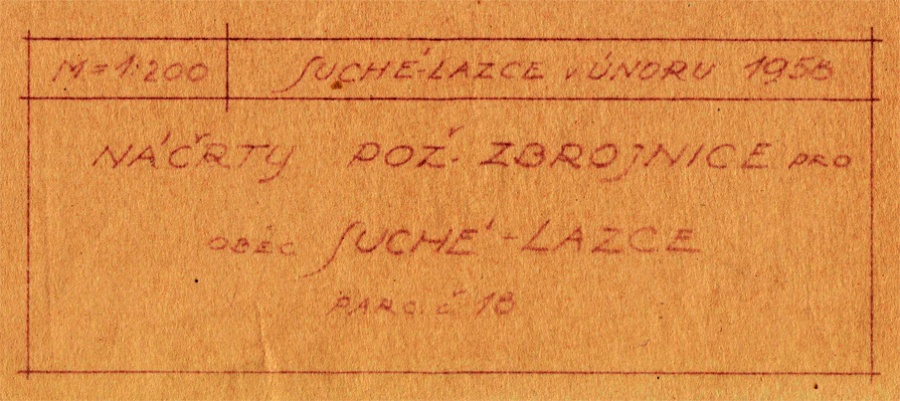 M=1:200 SUCHÉ-LAZCE v ÚNORU 1958
NÁČRTY POŽ. ZBROJNICE PRO
OBEC SUCHÉ-LAZCE
PARC. Č. 18